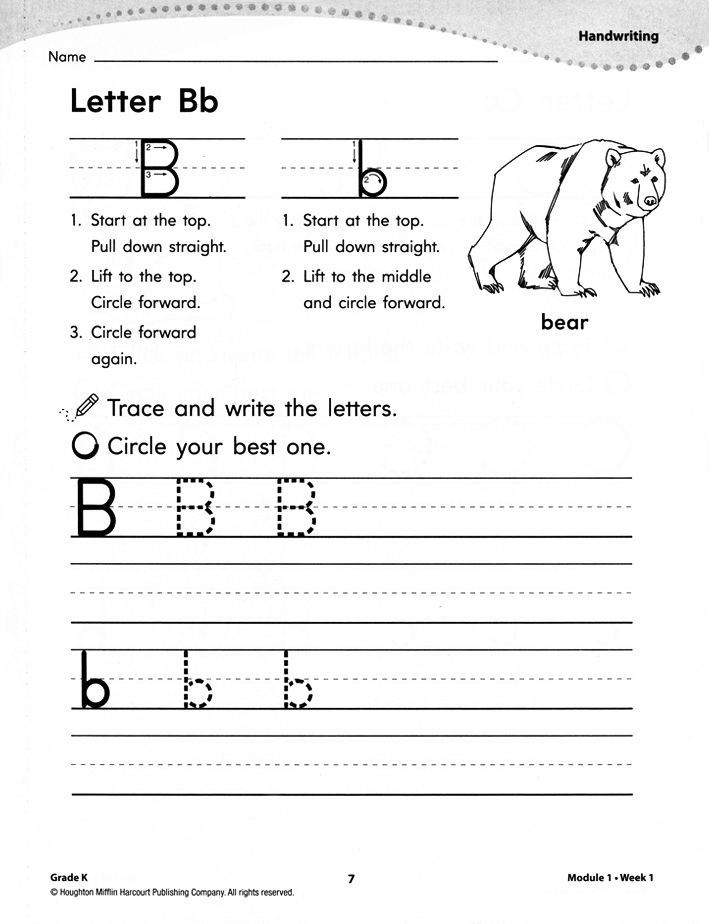 Handwriting
Name
Letter Bb
1 2 3 B
1 2 b
1. Start at the top.
Pull down straight.
2. Lift to the top.
Circle forward.
3. Circle forward
again.
1. Start at the top.
Pull down straight.
2. Lift to the middle
and circle forward.
bear
Trace and write the letters.
Circle your best one.
B B B
b b b
Grade K
© Houghton Mifflin Harcourt Publishing Company. All rights reserved.
7
Module 1 • Week 1